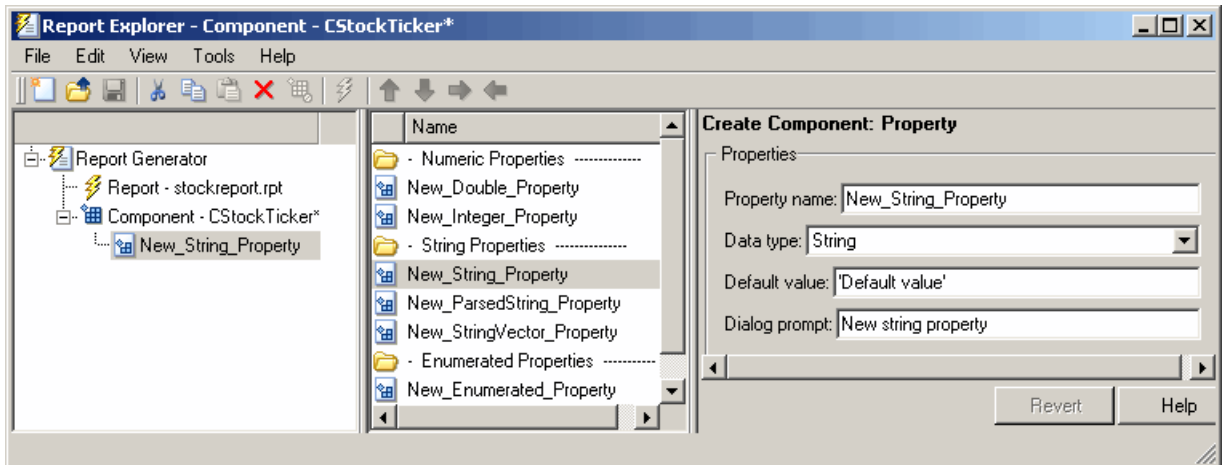 Report Explorer - Component - CStockTicker*
File Edit View Tools Help
Report Generator
Report - stockreport.rpt
Component - CStockTicker*
New_String_Property
Name
- Numeric Properties -------------
New_Double_Property
New_Integer_Property
- String Properties --------------
New_String_Property
New_ParsedString_Property
New_StringVector_Property
- Enumerated Properties ----------
New_Enumerated_Property
Create Component: Property
Properties
Property name: New_String_Property
Data type: String
Default value: 'Default value'
Dialog prompt: New string property
Revert Help